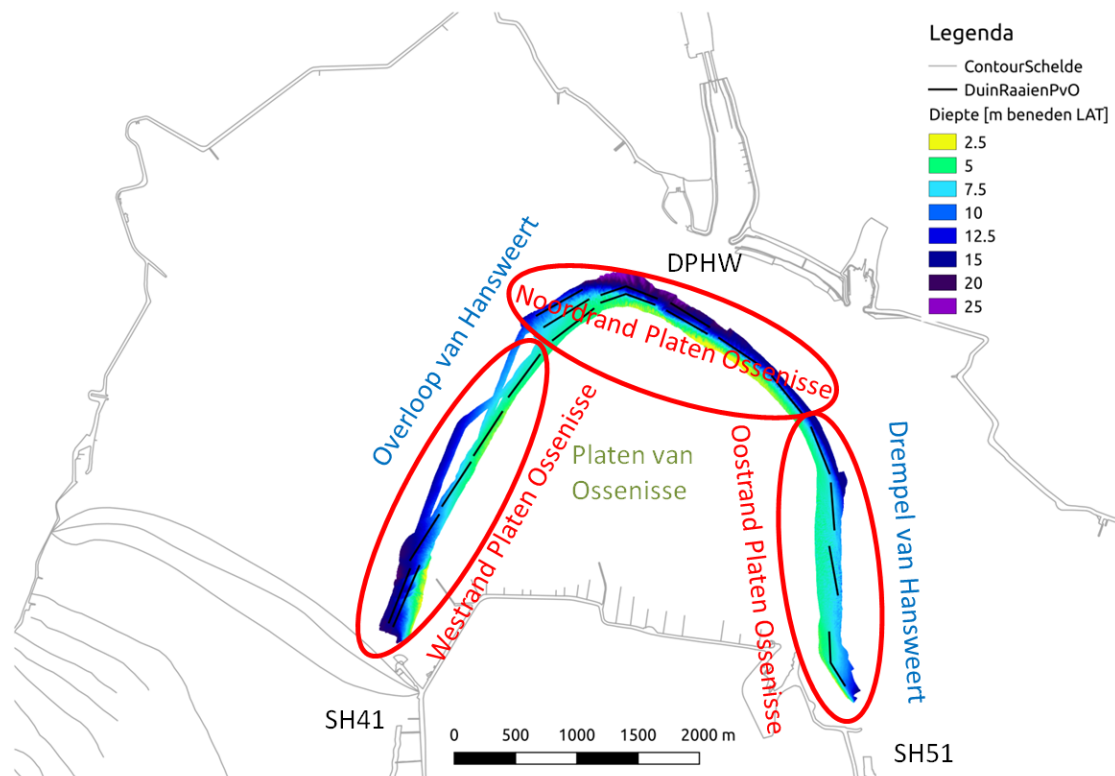 Legenda
ContourSchelde
DuinRaaienPvO
Diepte [m beneden LAT]
2.5
5
7.5
10
12.5
15
20
25
DPHW
Overloop van Hansweert
Noordrand Platen Ossenisse
Westrand Platen Ossenisse
Platen van
Ossenisse
Oostrand Platen Ossenisse
Drempel van Hansweert
SH41
0 500 1000 1500 2000 m
SH51